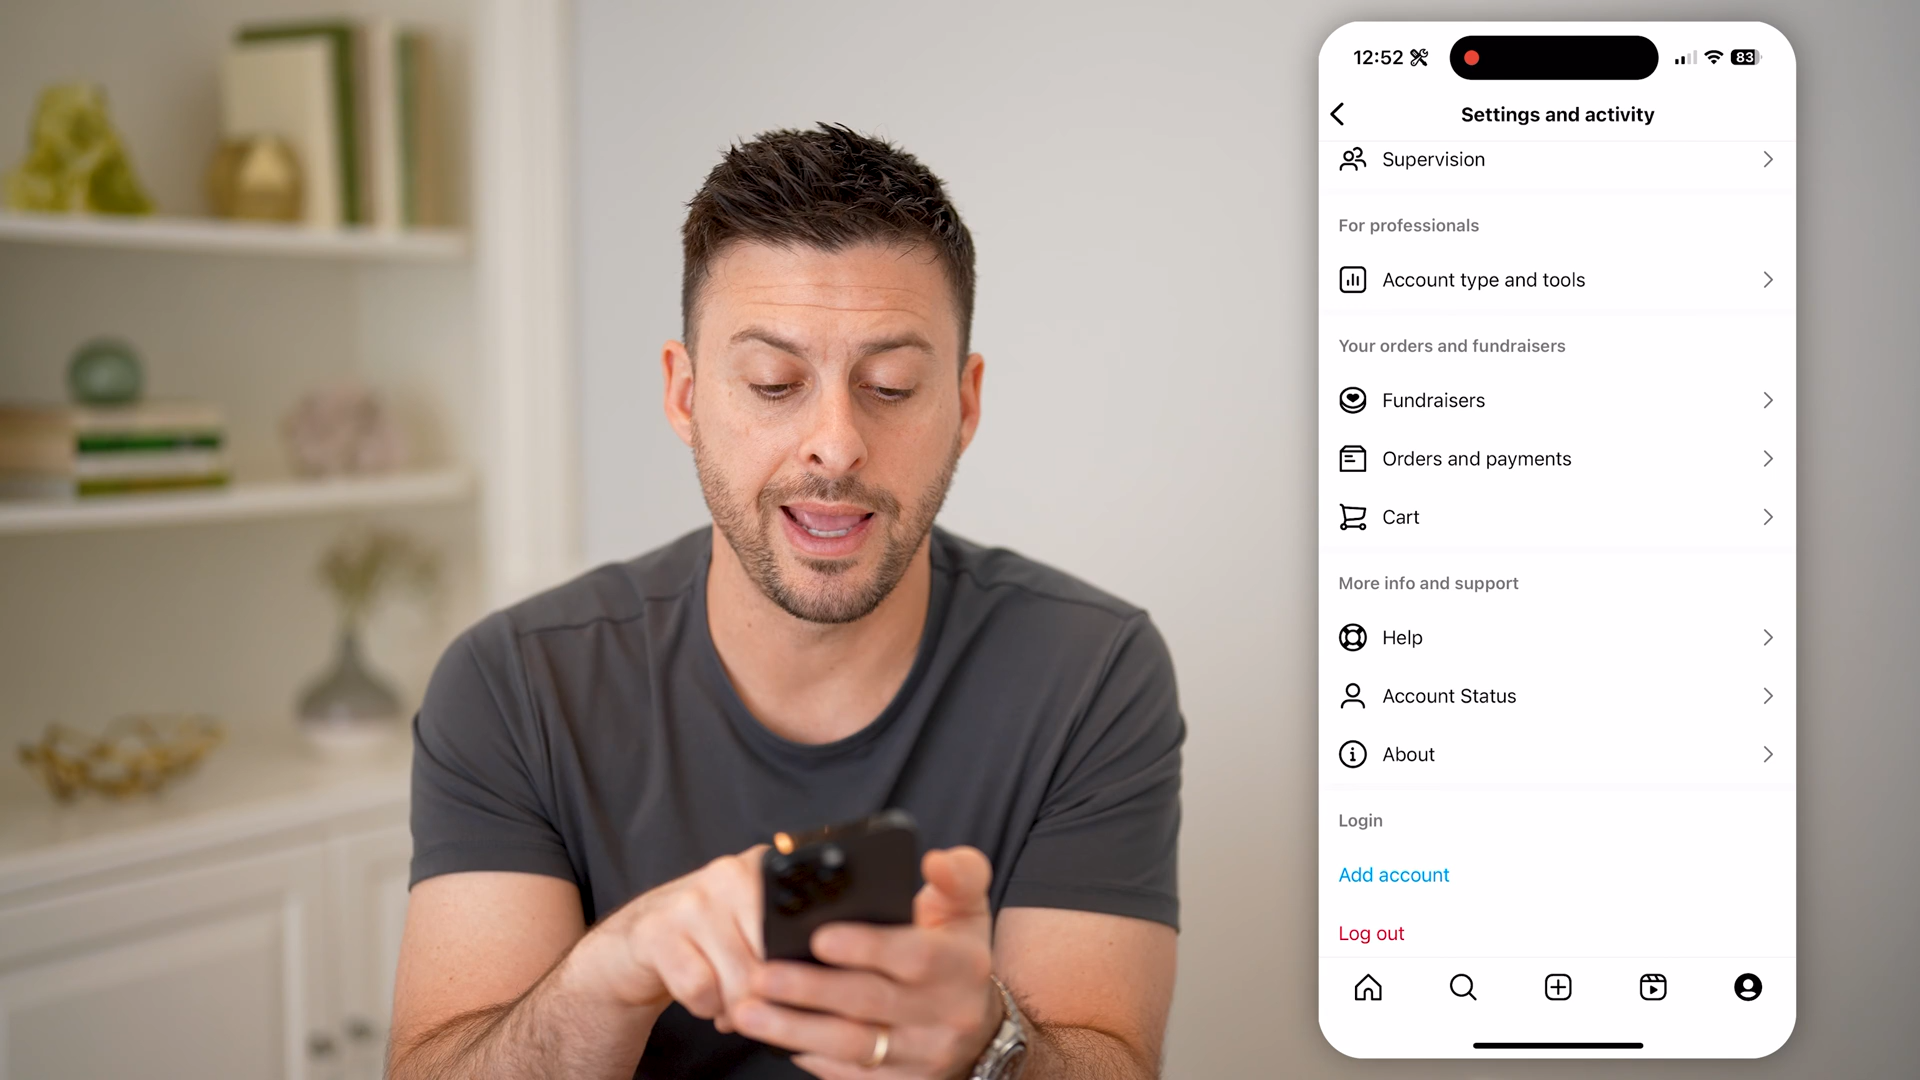 12:52
83
Settings and activity
Supervision
For professionals
Account type and tools
Your orders and fundraisers
Fundraisers
Orders and payments
Cart
More info and support
Help
Account Status
About
Login
Add account
Log out